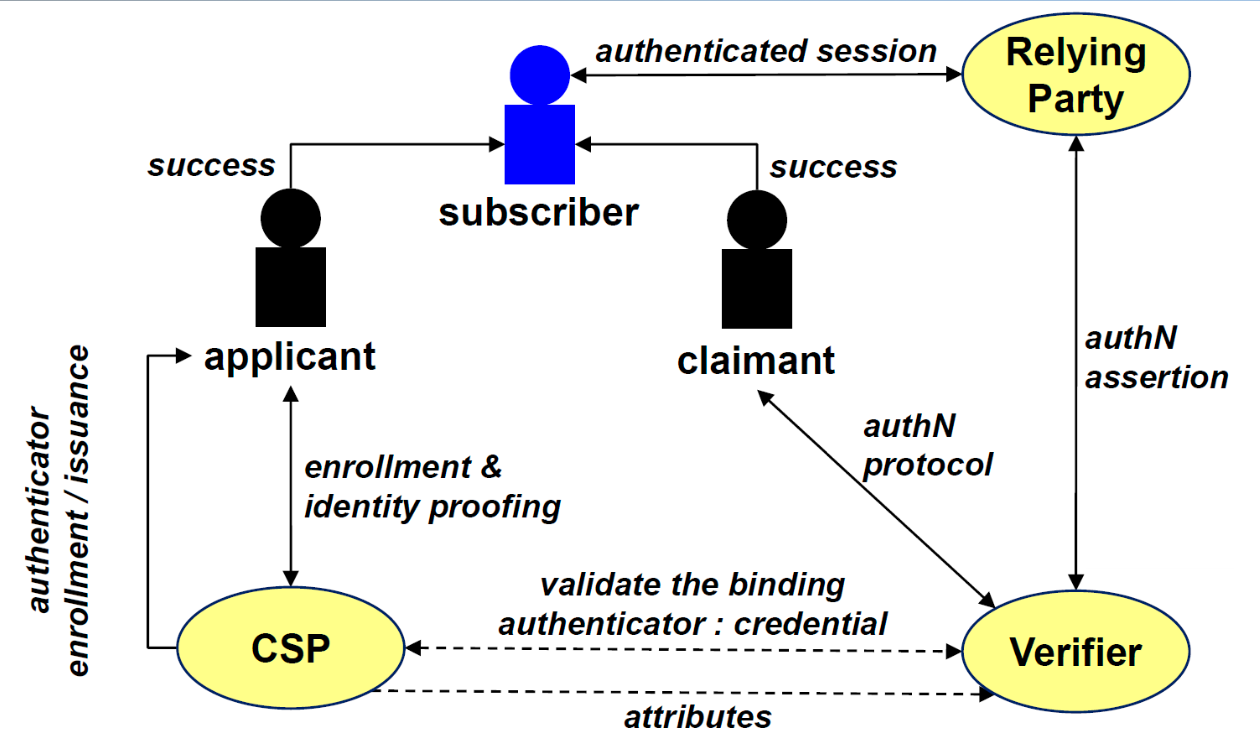 authenticated session
Relying
Party
success
success
subscriber
applicant
claimant
authenticator
enrollment / issuance
authN
assertion
authN
protocol
enrollment &
identity proofing
validate the binding
authenticator : credential
CSP
Verifier
attributes